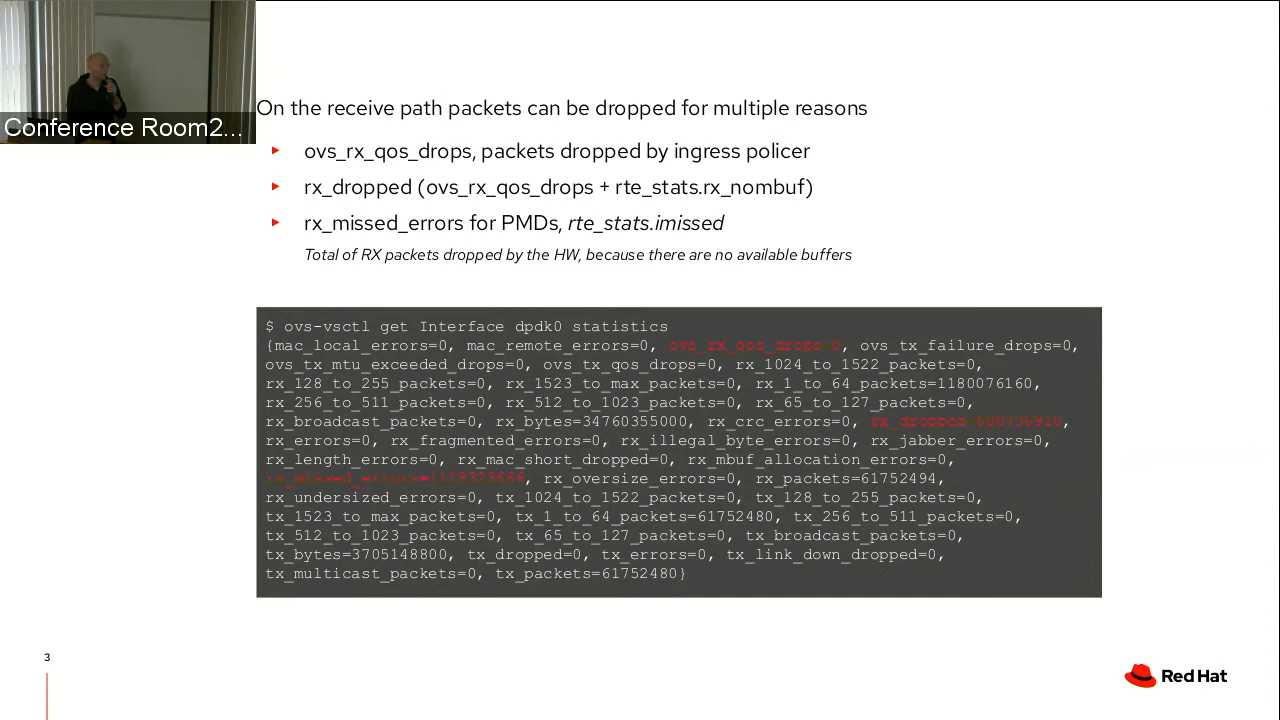 Conference Room2...
On the receive path packets can be dropped for multiple reasons
ovs_rx_qos_drops, packets dropped by ingress policer
rx_dropped (ovs_rx_qos_drops + rte_stats.rx_nombuf)
rx_missed_errors for PMDs, rte_stats.imissed
Total of RX packets dropped by the HW, because there are no available buffers
$ ovs-vsctl get Interface dpdk0 statistics
{mac_local_errors=0, mac_remote_errors=0, ovs_rx_qos_drops=0, ovs_tx_failure_drops=0,
ovs_tx_mtu_exceeded_drops=0, ovs_tx_qos_drops=0, rx_1024_to_1522_packets=0,
rx_128_to_255_packets=0, rx_1523_to_max_packets=0, rx_1_to_64_packets=1180076160,
rx_256_to_511_packets=0, rx_512_to_1023_packets=0, rx_65_to_127_packets=0,
rx_broadcast_packets=0, rx_bytes=34760355000, rx_crc_errors=0,
rx_errors=0, rx_fragmented_errors=0, rx_illegal_byte_errors=0, rx_jabber_errors=0,
rx_length_errors=0, rx_mac_short_dropped=0, rx_mbuf_allocation_errors=0,
rx_oversize_errors=0, rx_packets=61752494,
rx_undersized_errors=0, tx_1024_to_1522_packets=0, tx_128_to_255_packets=0,
tx_1523_to_max_packets=0, tx_1_to_64_packets=61752480, tx_256_to_511_packets=0,
tx_512_to_1023_packets=0, tx_65_to_127_packets=0, tx_broadcast_packets=0,
tx_bytes=3705148800, tx_dropped=0, tx_errors=0, tx_link_down_dropped=0,
tx_multicast_packets=0, tx_packets=61752480}
3
Red Hat